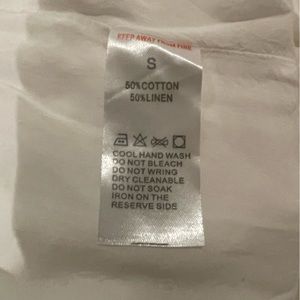 KEEP AWAY FROM FIRE
S
50%COTTON
50%LINEN
COOL HAND WASH
DO NOT BLEACH
DO NOT WRING
DRY CLEANABLE
DO NOT SOAK
IRON ON THE
RESERVE SIDE